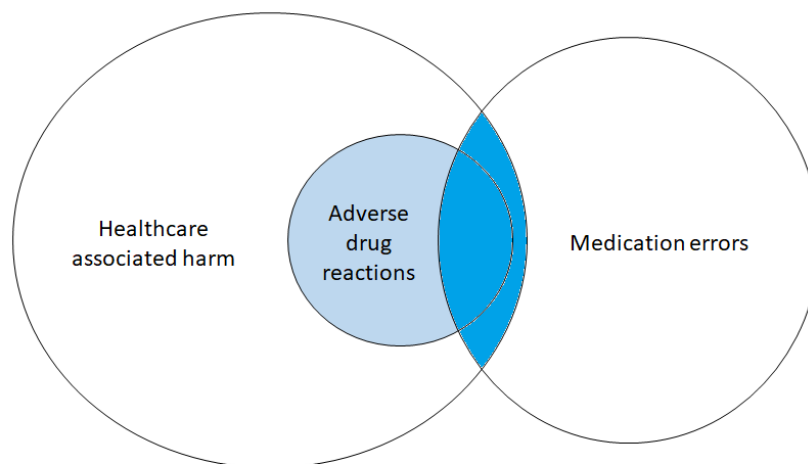 Healthcare
associated harm
Adverse
drug
reactions
Medication errors